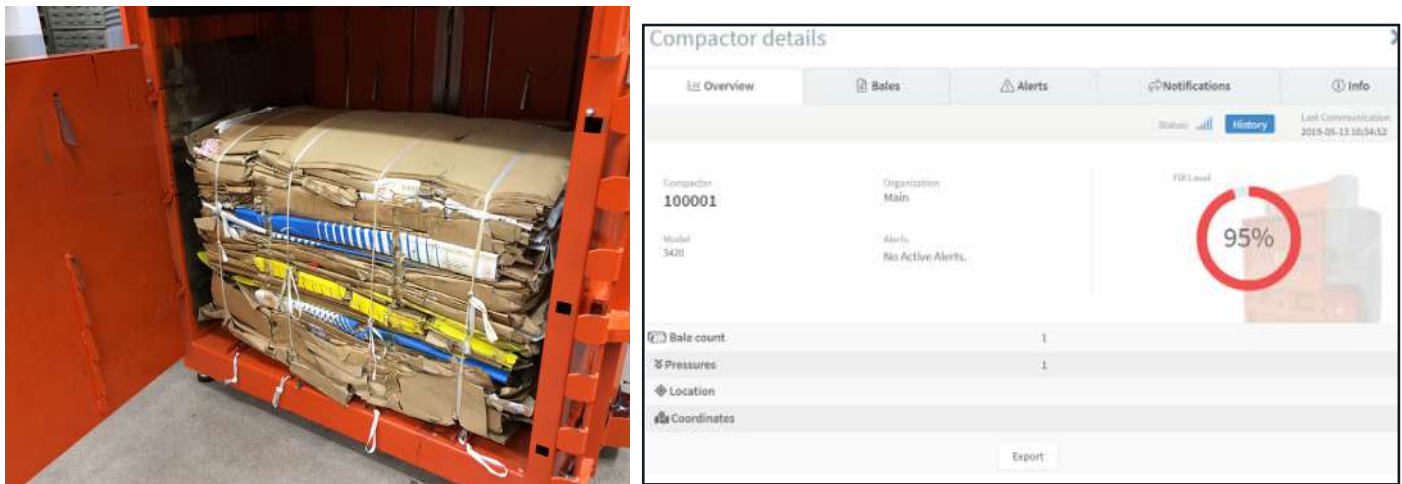 Compactor details
Overview
Bales
Alerts
Notifications
Info
Status
History
Last Communication
2019-05-13 10:54:52
Compactor
100001
Organization
Main
Fill Level
95%
Model
3420
Alerts
No Active Alerts.
Bale count 1
Pressures 1
Location
Coordinates
Export